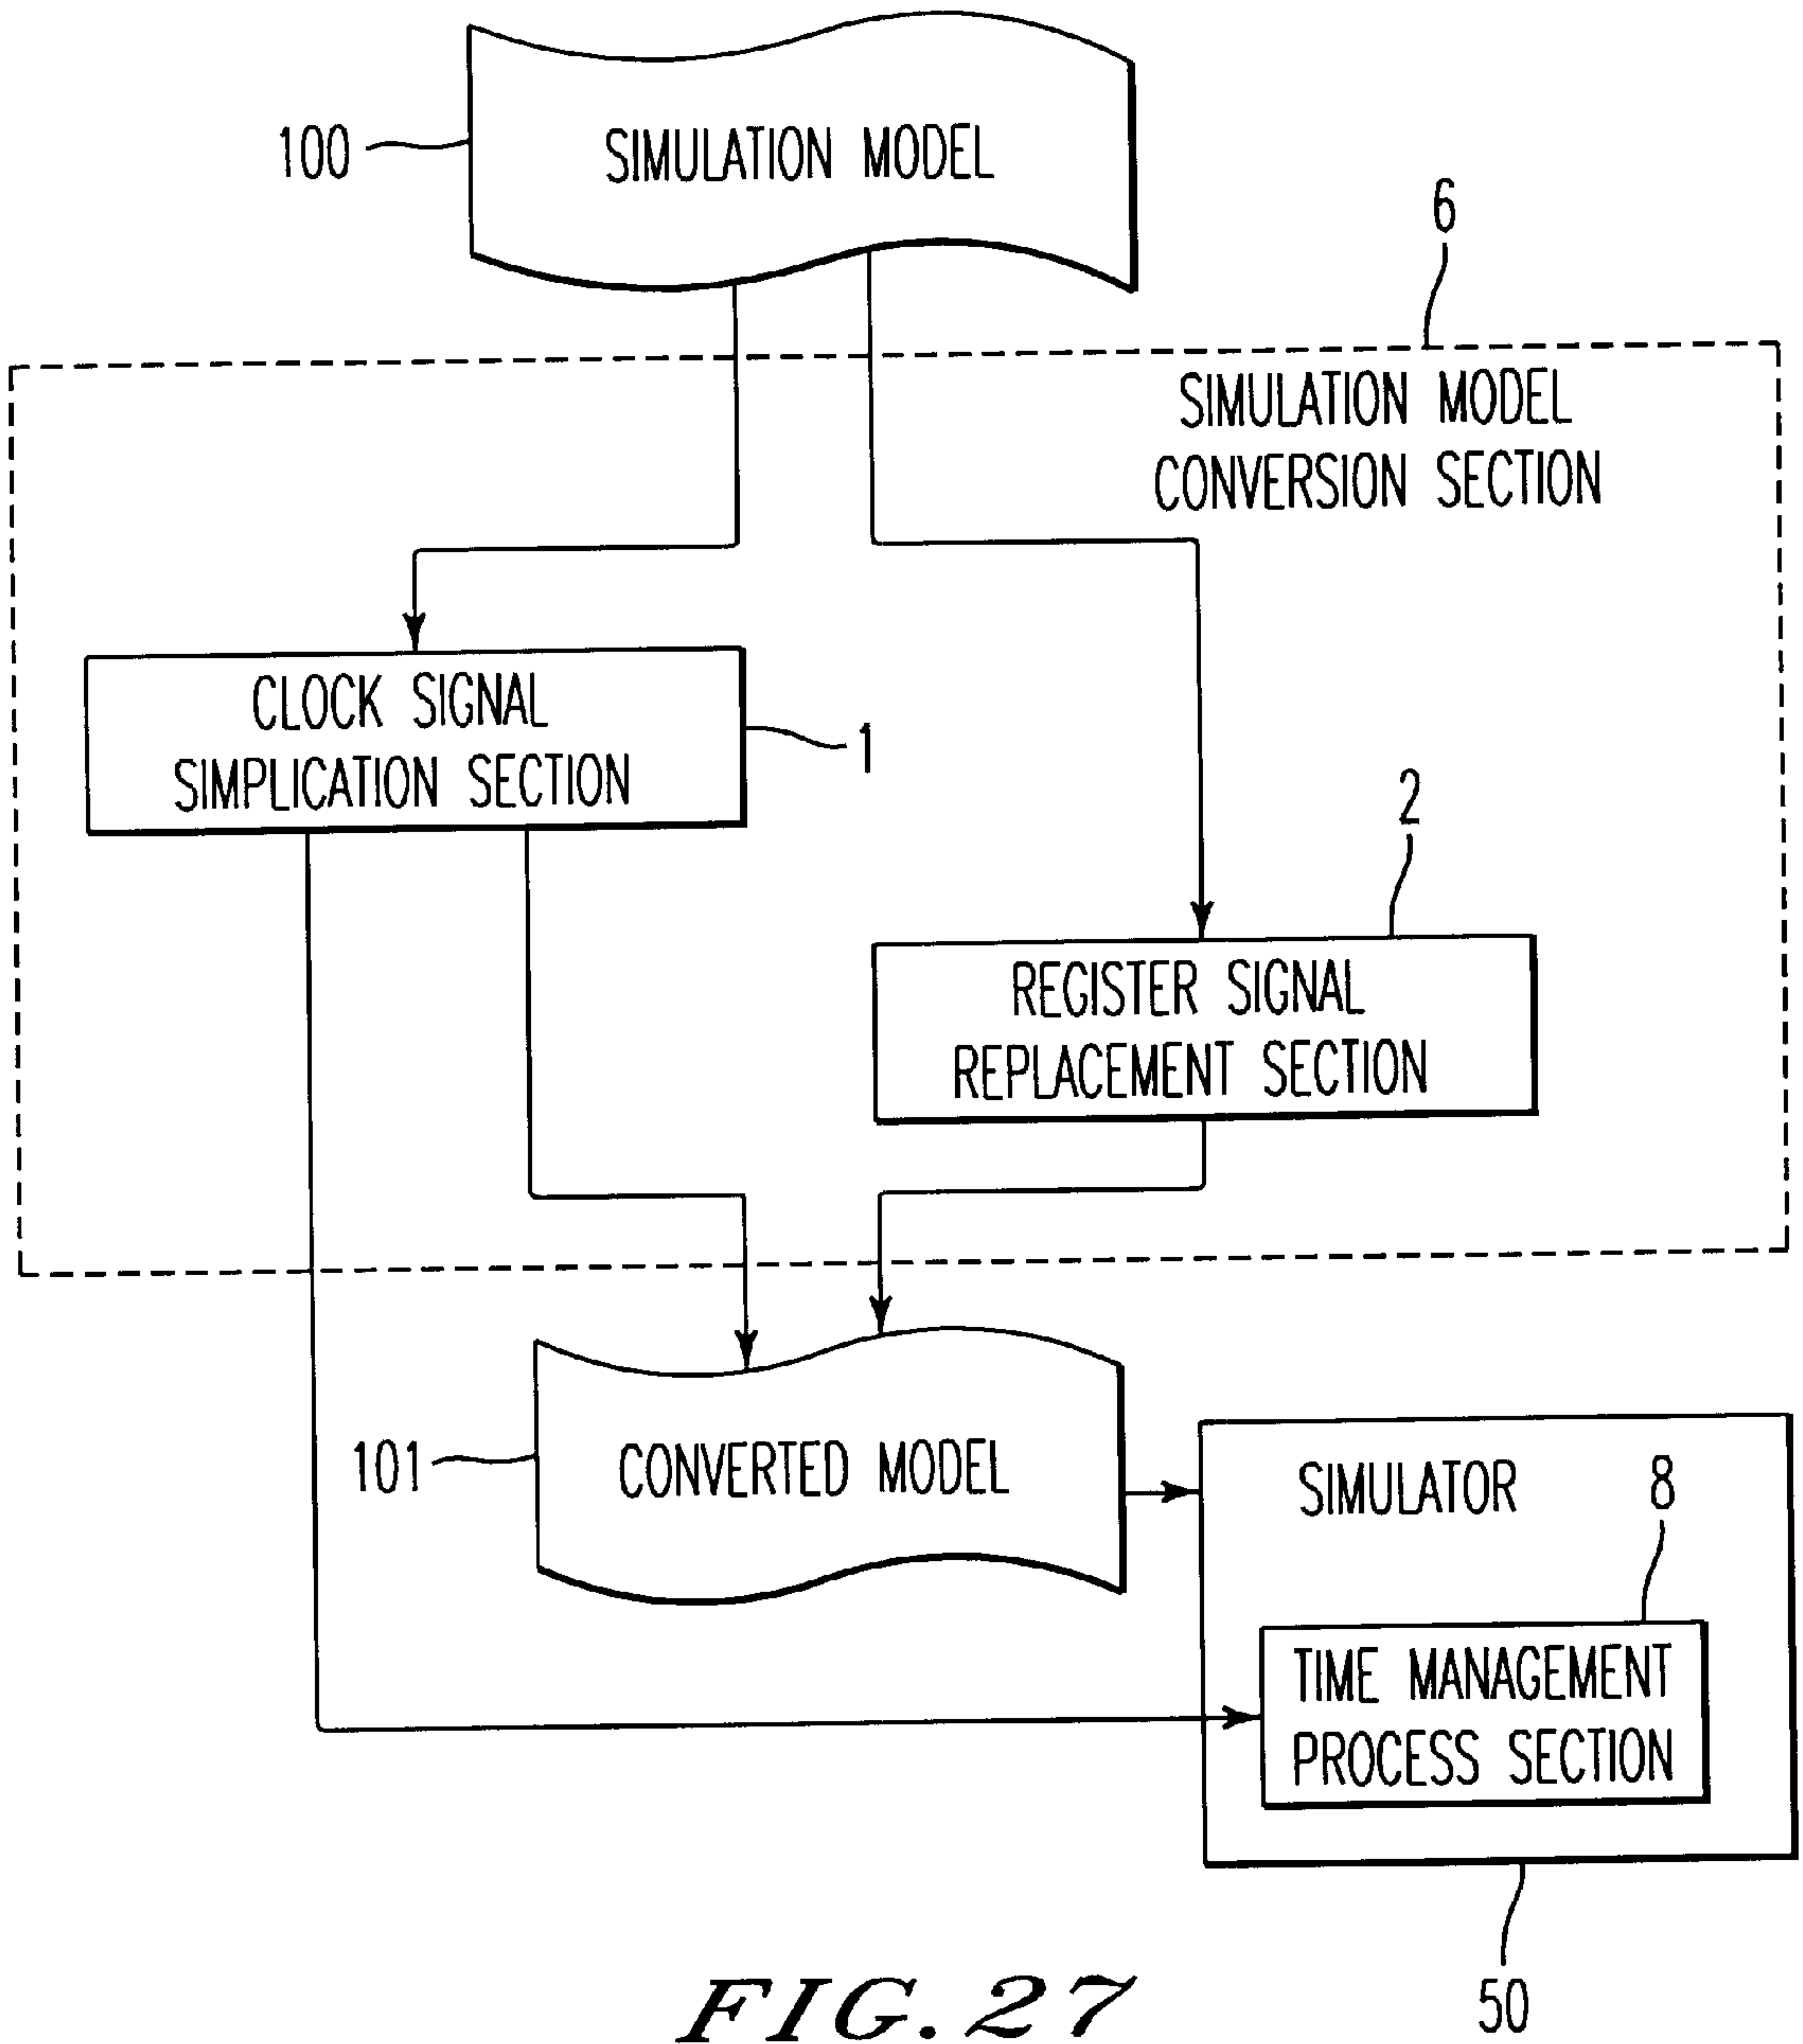 100
SIMULATION MODEL
6
SIMULATION MODEL
CONVERSION SECTION
CLOCK SIGNAL
SIMPLICATION SECTION
1
2
REGISTER SIGNAL
REPLACEMENT SECTION
101
CONVERTED MODEL
SIMULATOR
8
TIME MANAGEMENT
PROCESS SECTION
50
FIG.27